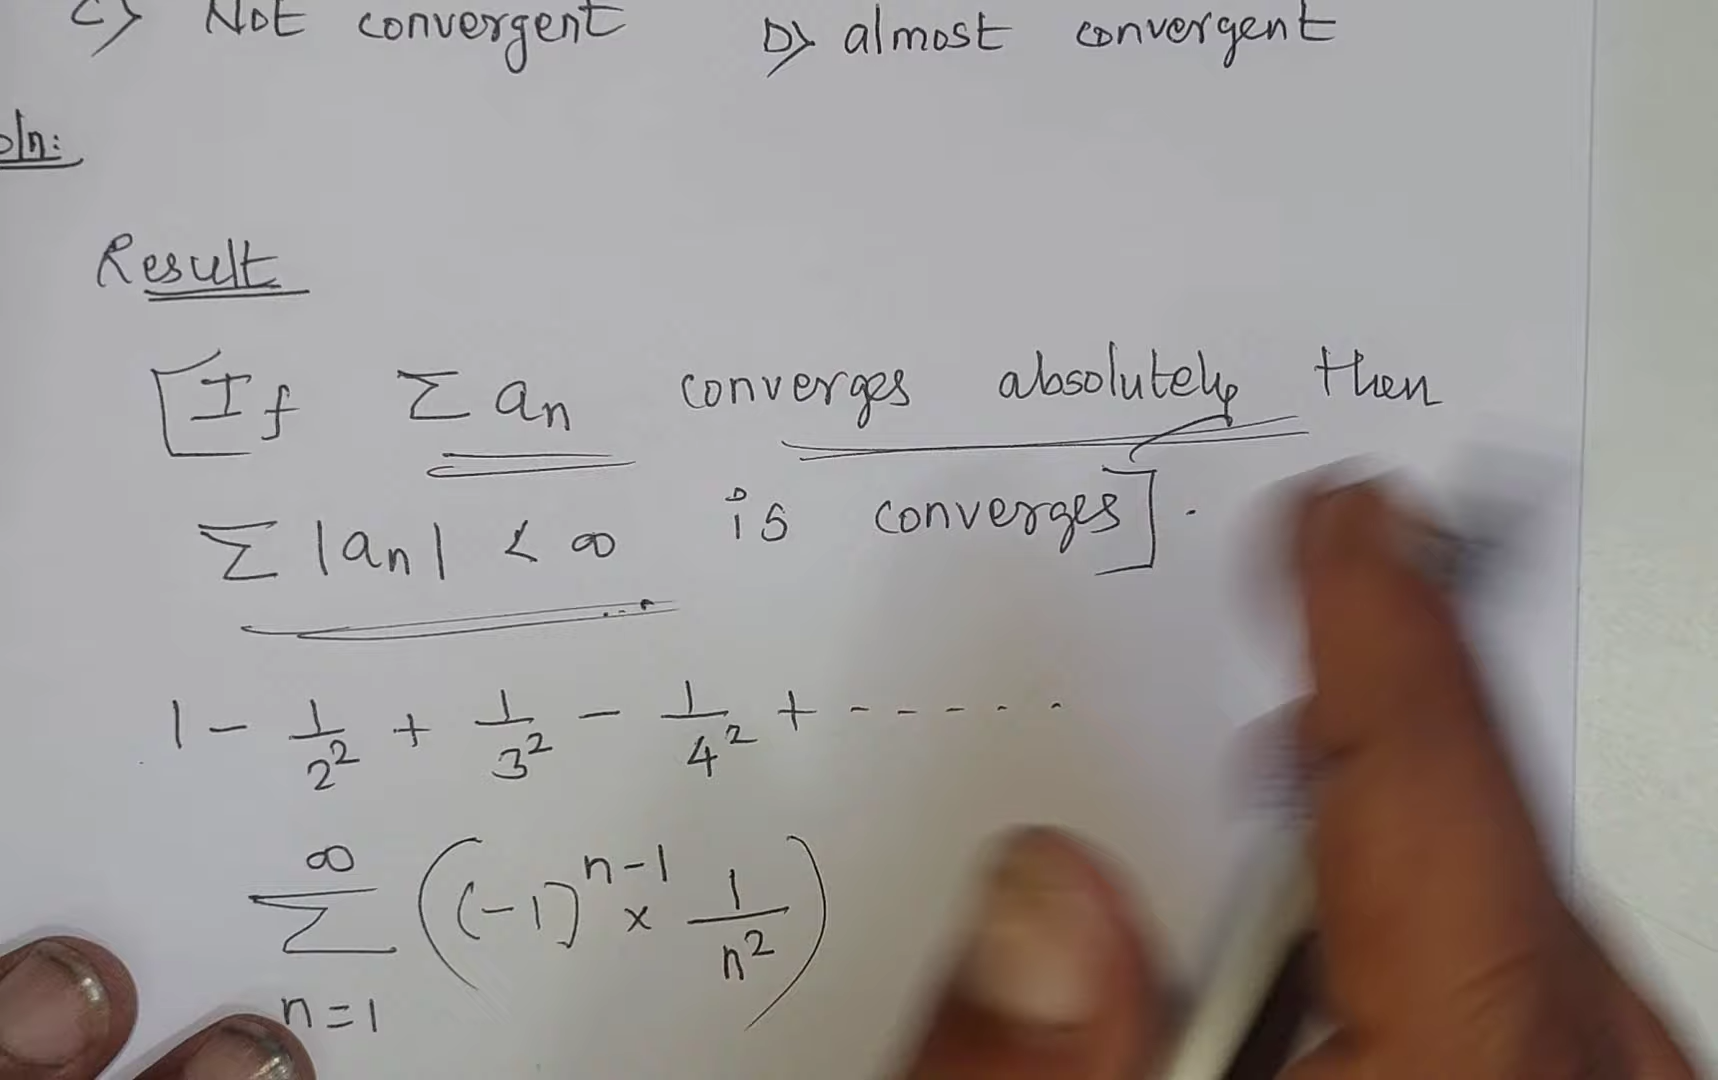 C) Not convergent D) almost convergent
oln:
Result
[If Σ an converges absolutely then
Σ |an| < ∞ is converges].
1 - 1/2² + 1/3² - 1/4² + - - - - -
∞
Σ ((-1)ⁿ⁻¹ × 1/n²)
n=1